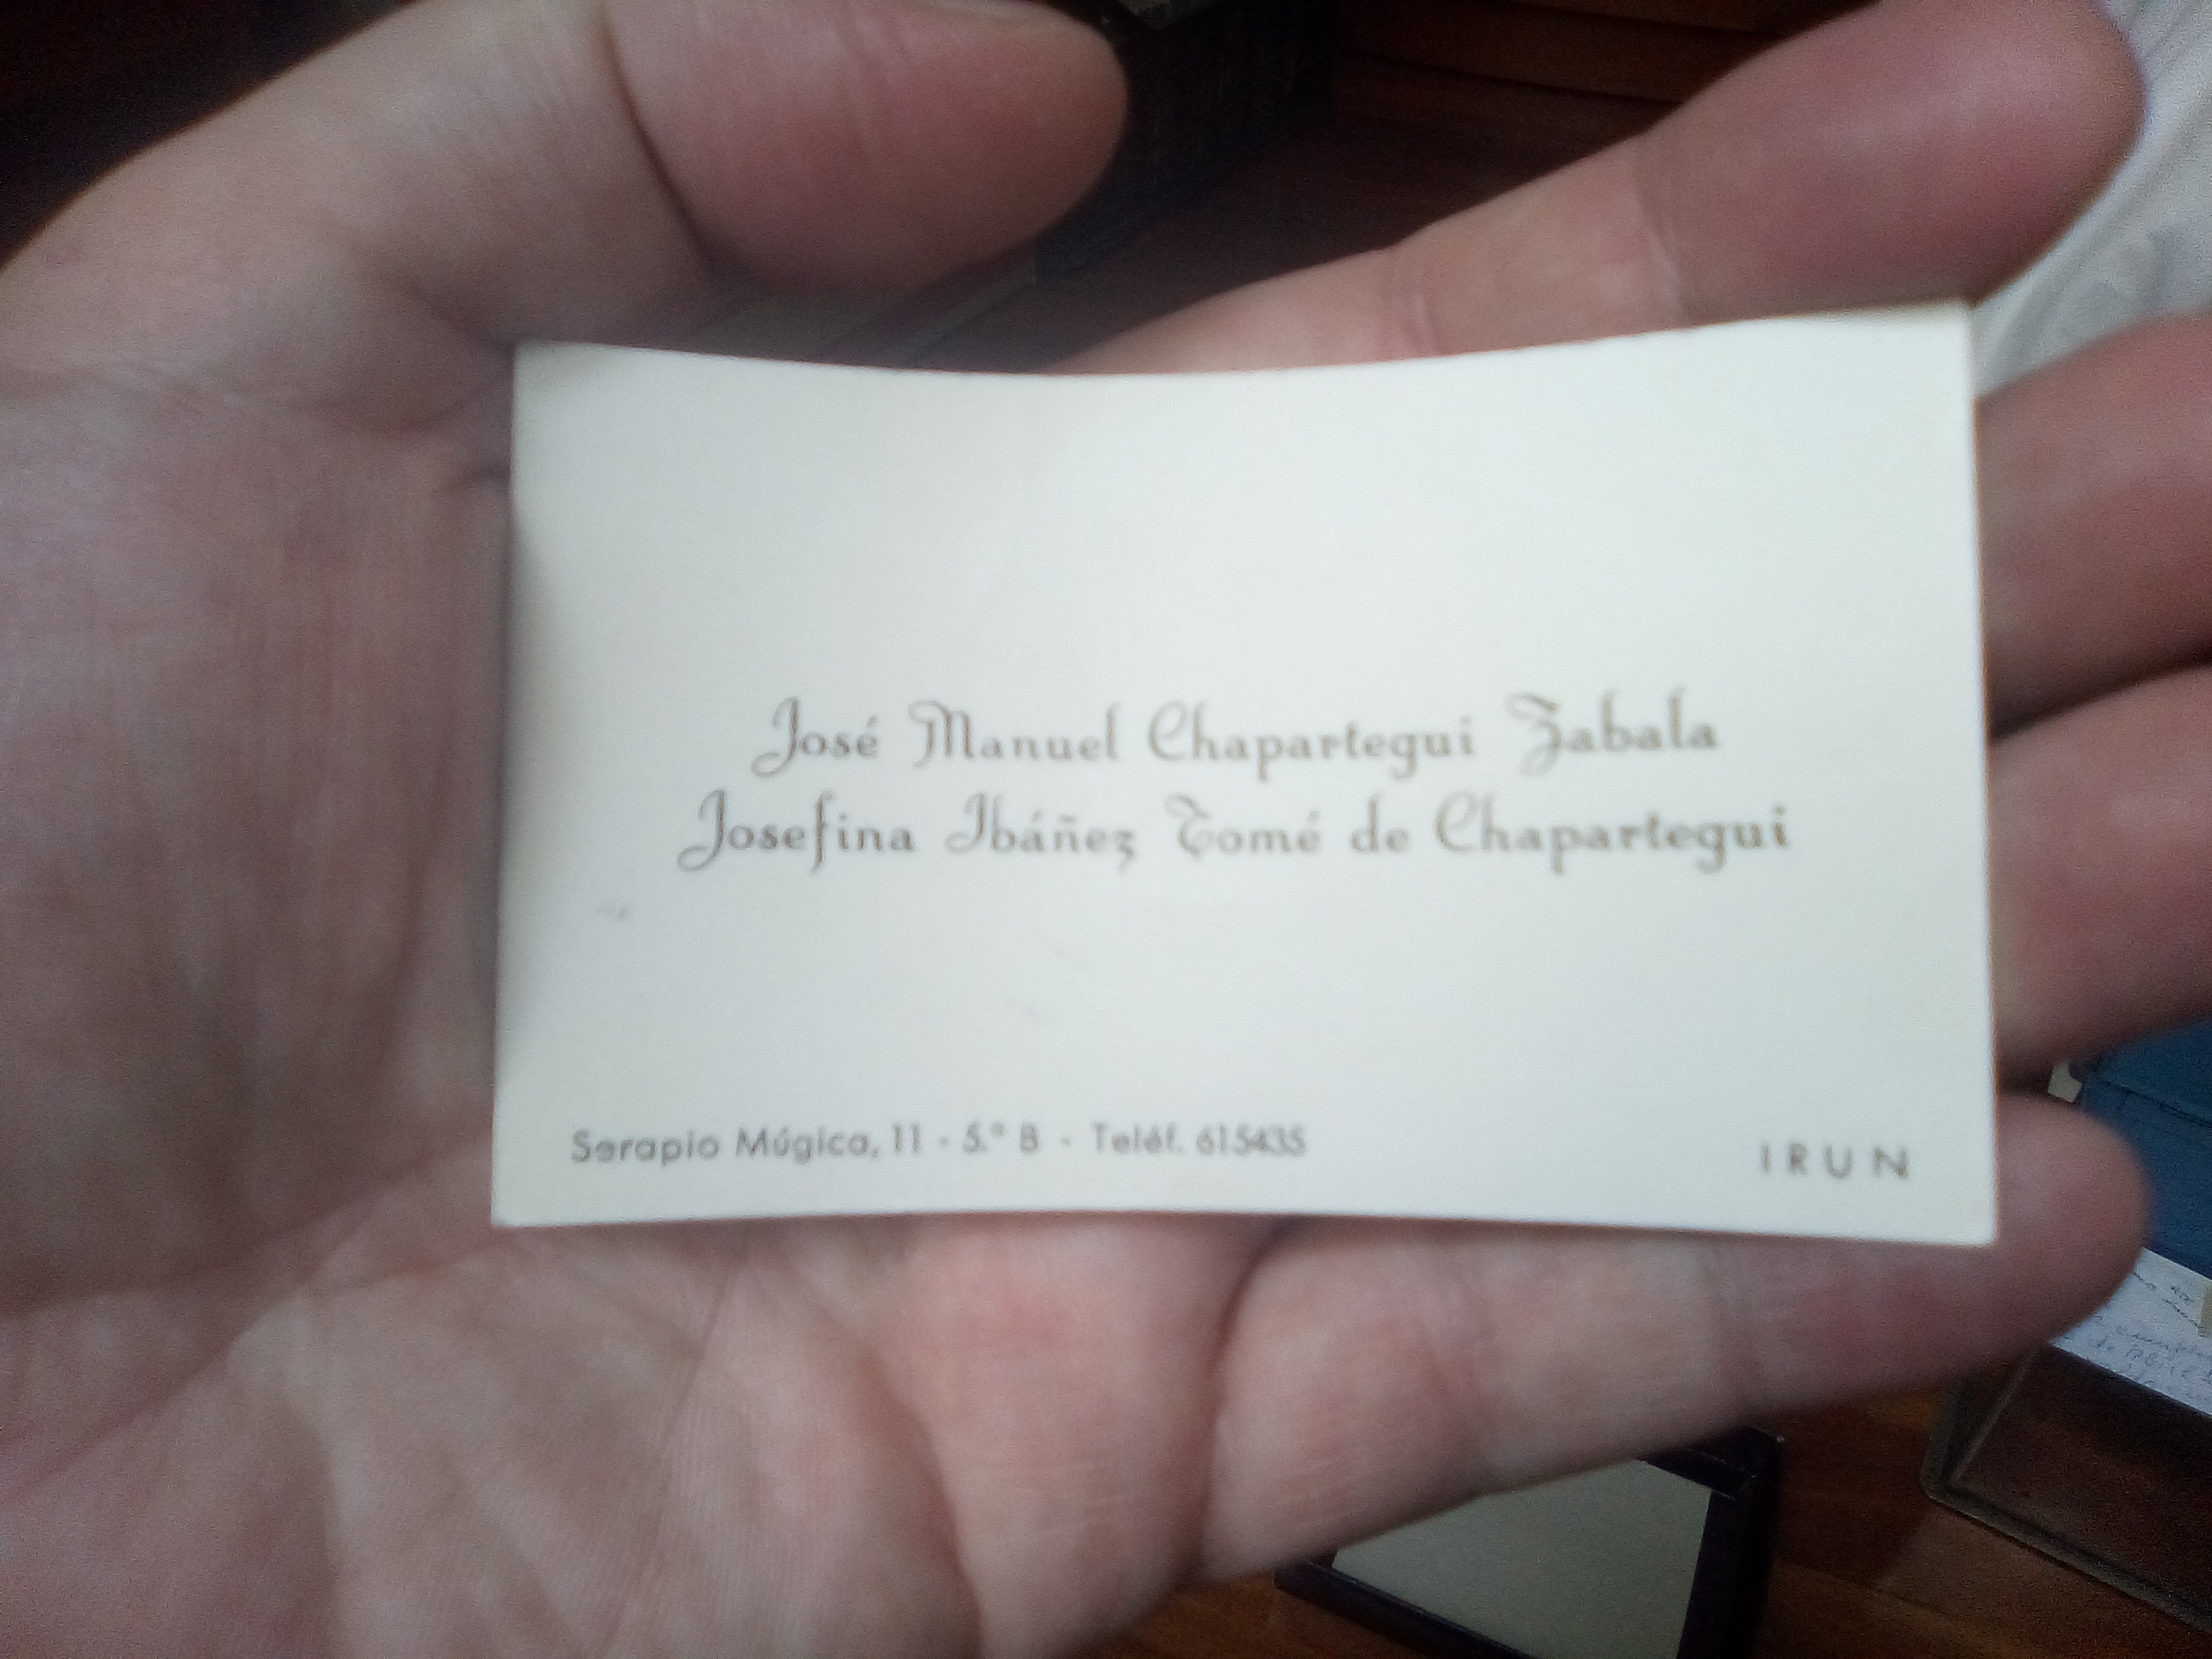 José Manuel Chapartegui Zabala
Josefina Ibáñez Tomé de Chapartegui
Serapio Múgica, 11 - 5.º B - Teléf. 615435
IRUN